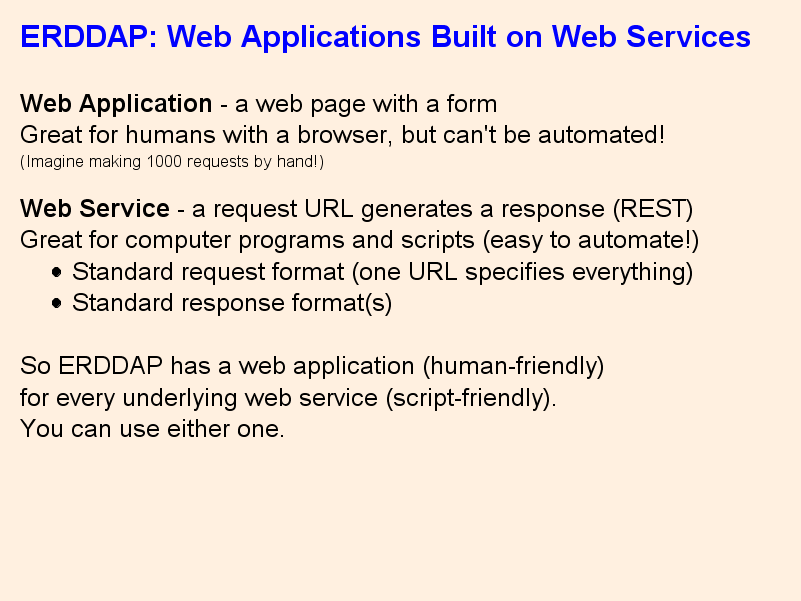 ERDDAP: Web Applications Built on Web Services
Web Application - a web page with a form
Great for humans with a browser, but can't be automated!
(Imagine making 1000 requests by hand!)
Web Service - a request URL generates a response (REST)
Great for computer programs and scripts (easy to automate!)
• Standard request format (one URL specifies everything)
• Standard response format(s)
So ERDDAP has a web application (human-friendly)
for every underlying web service (script-friendly).
You can use either one.